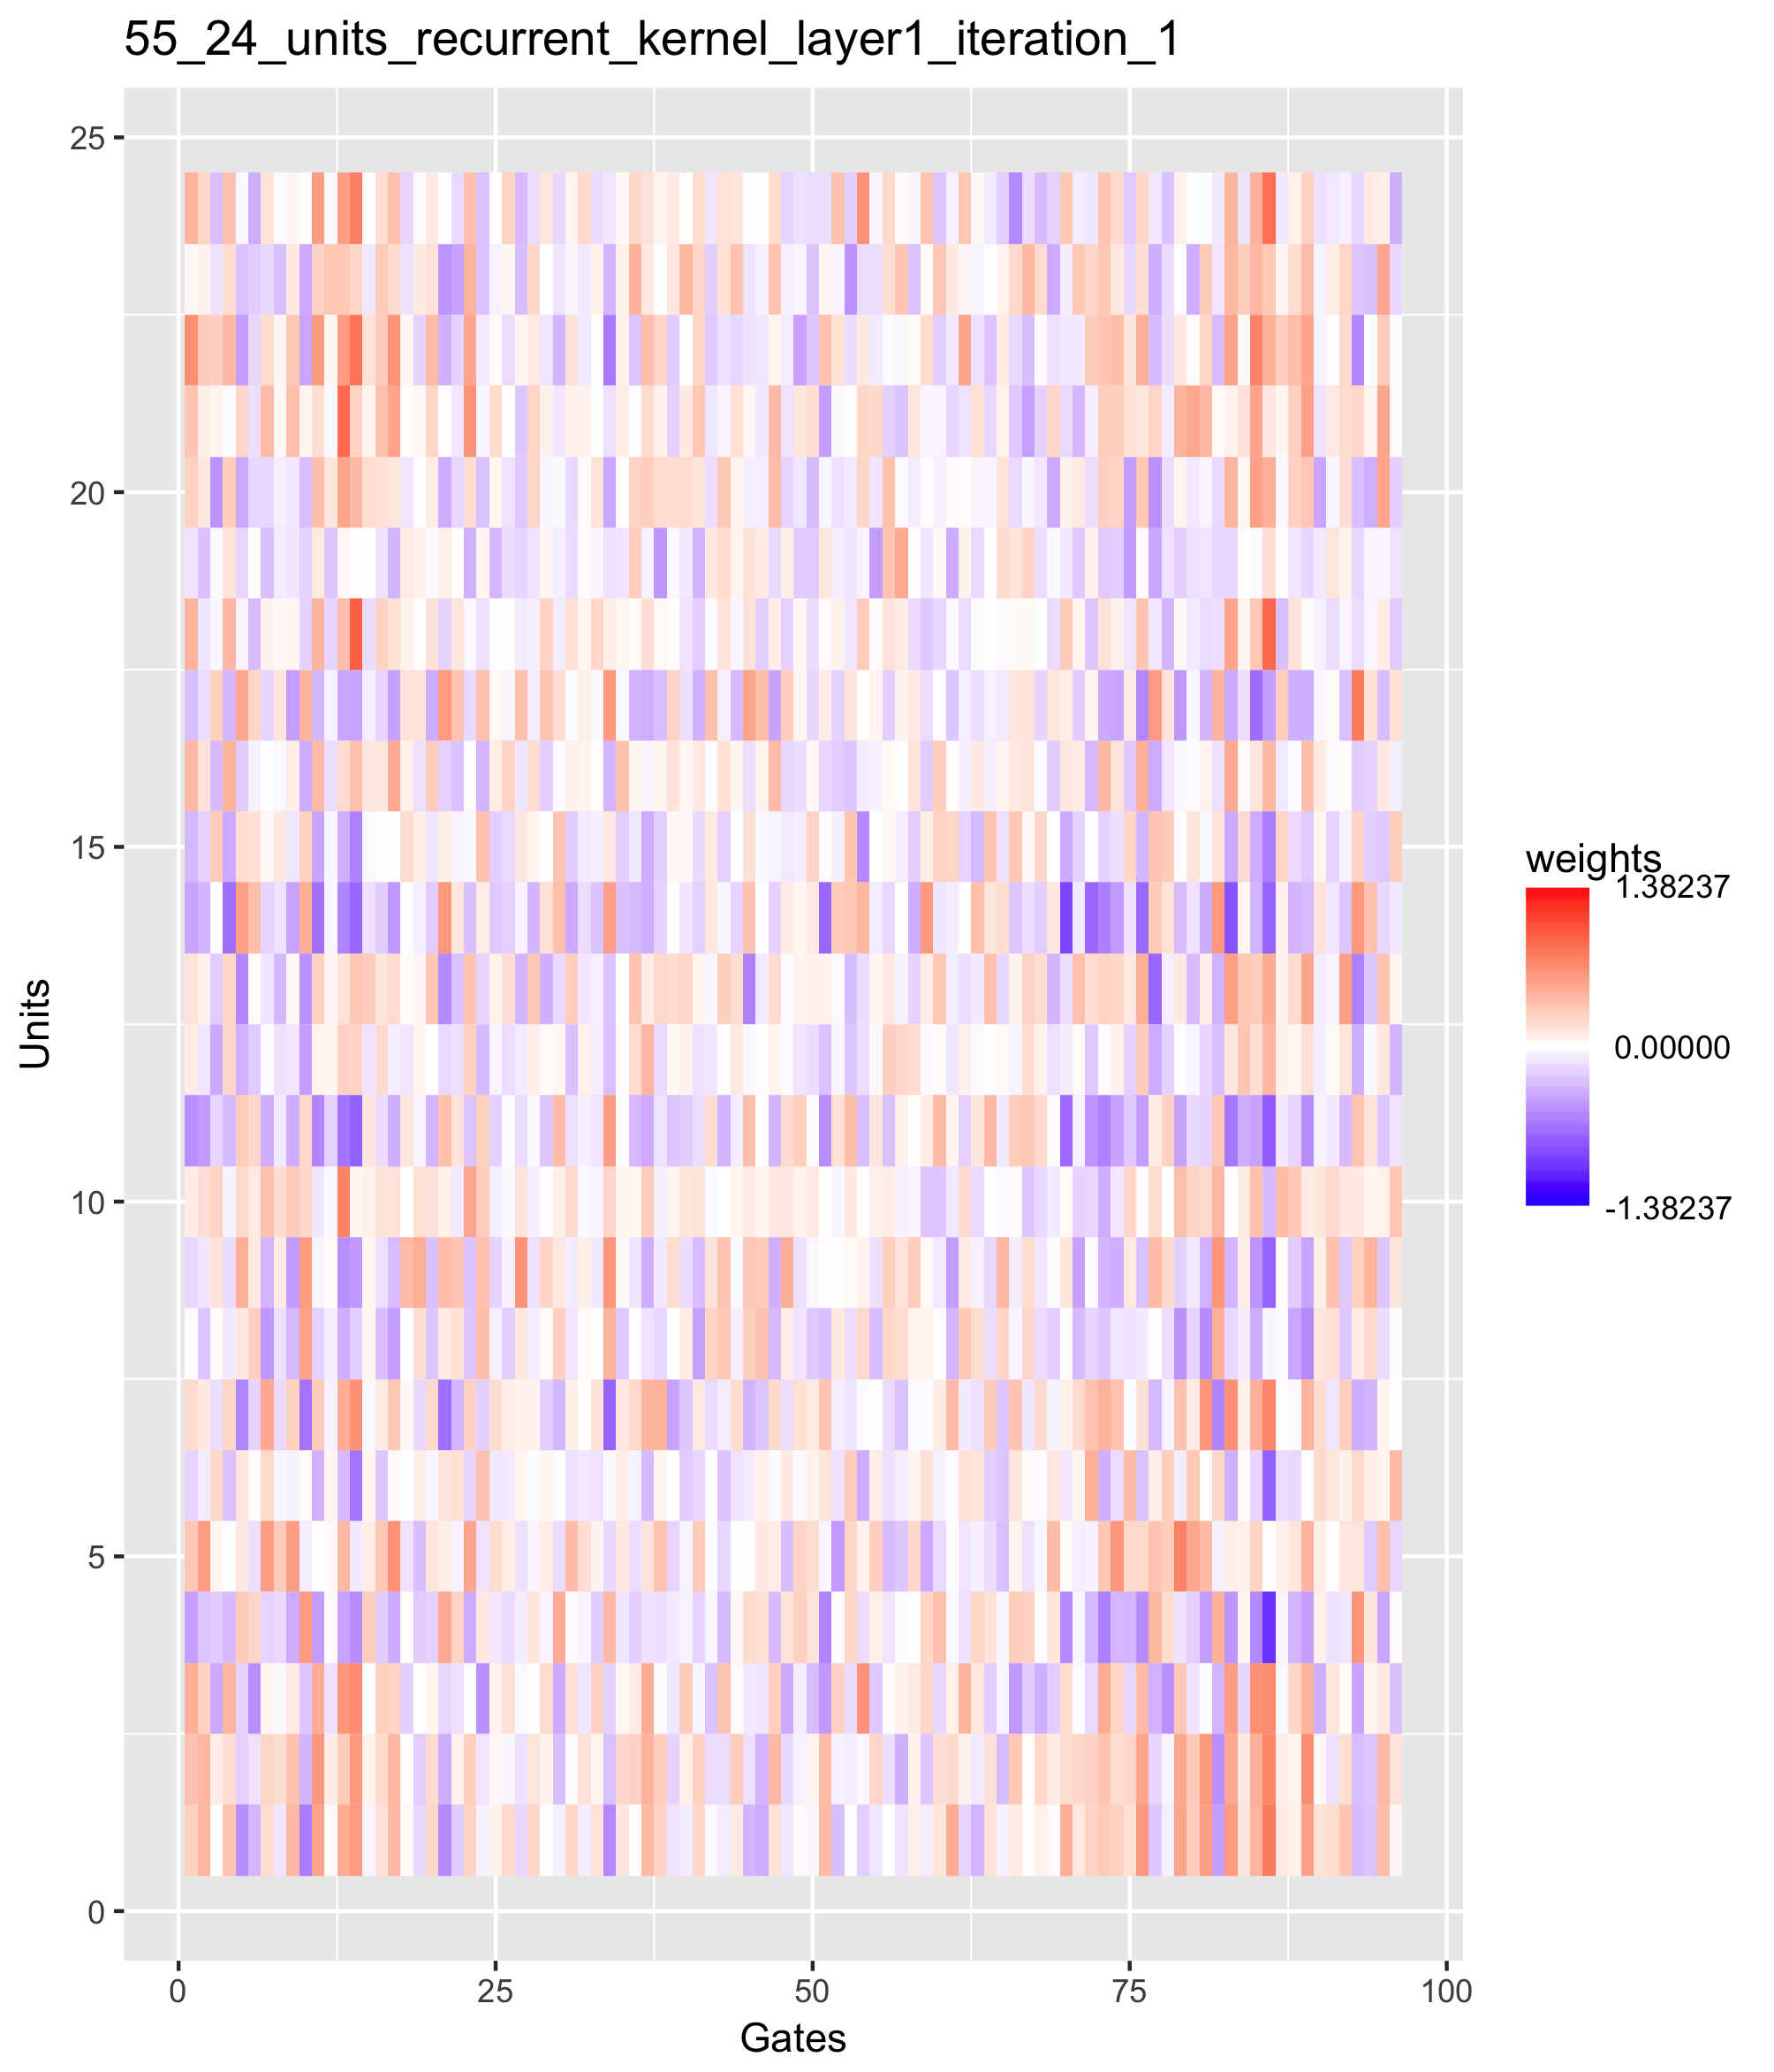 55_24_units_recurrent_kernel_layer1_iteration_1
25
20
15
10
5
0
Units
0 25 50 75 100
Gates
weights
1.38237
0.00000
-1.38237